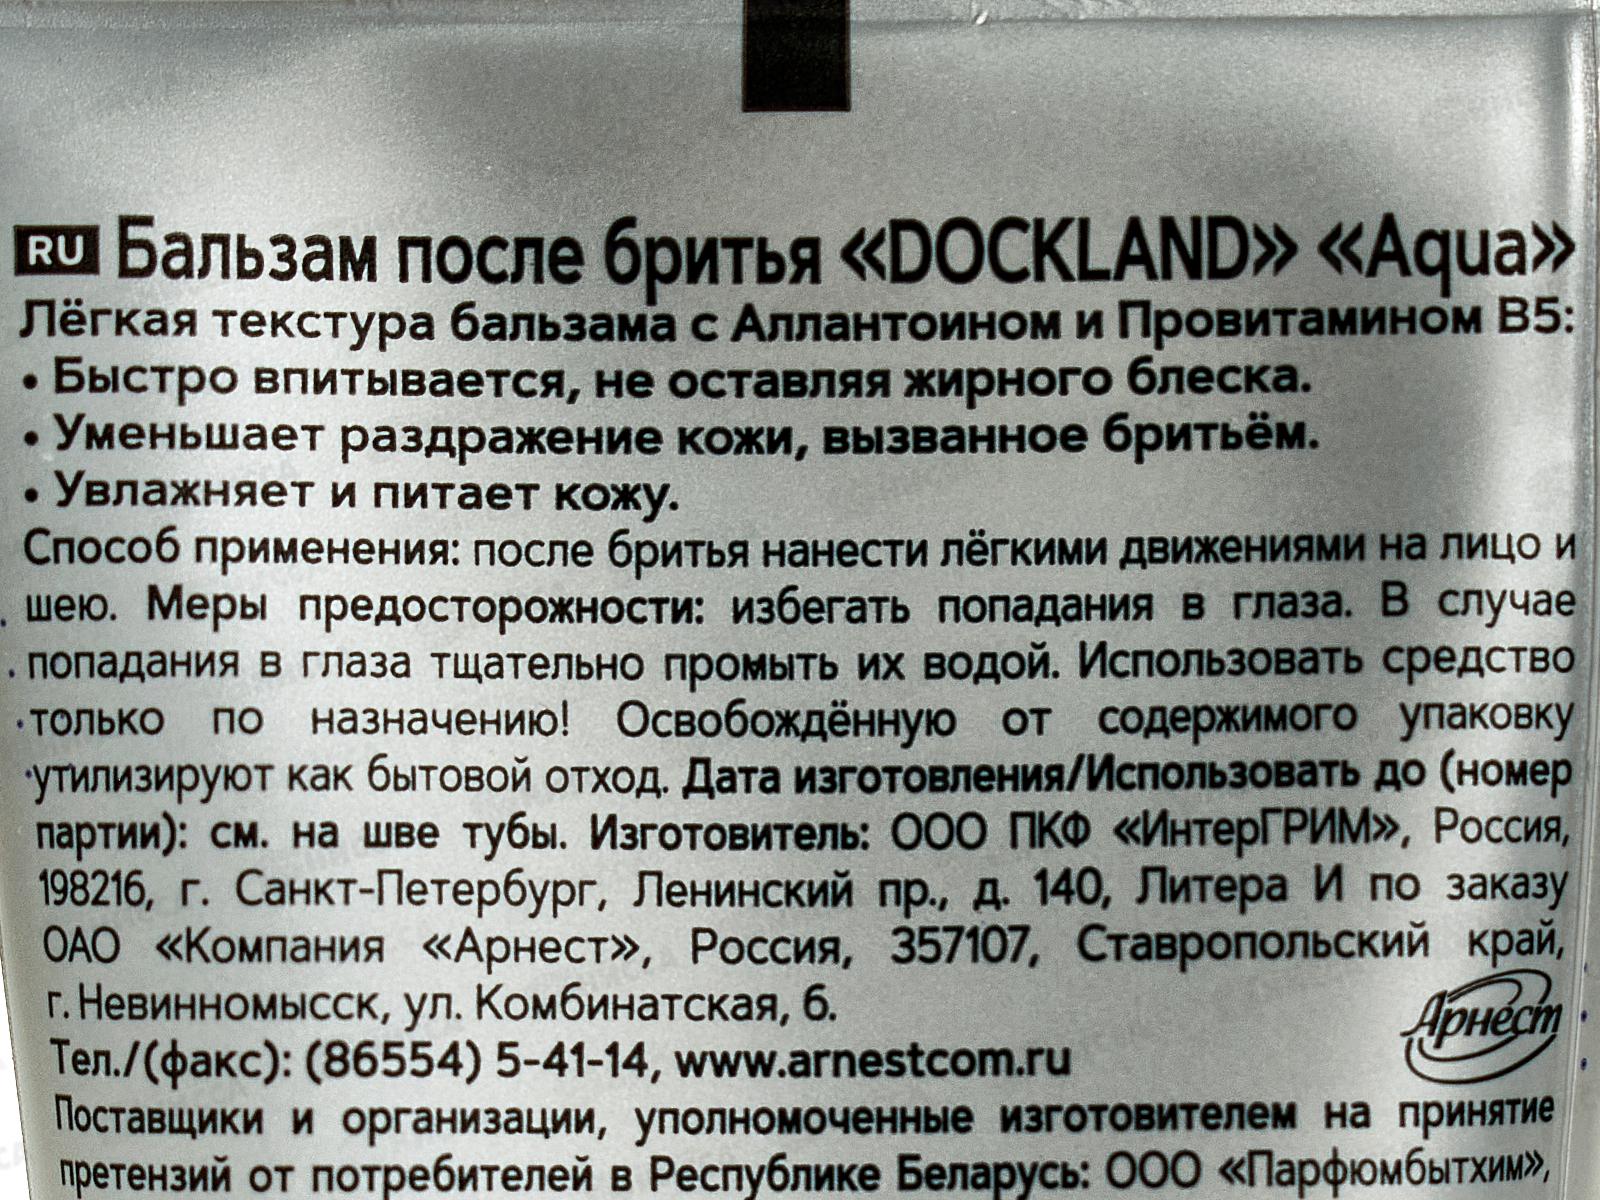 RU Бальзам после бритья «DOCKLAND» «Aqua»
Лёгкая текстура бальзама с Аллантоином и Провитамином В5:
• Быстро впитывается, не оставляя жирного блеска.
• Уменьшает раздражение кожи, вызванное бритьём.
• Увлажняет и питает кожу.
Способ применения: после бритья нанести лёгкими движениями на лицо и
шею. Меры предосторожности: избегать попадания в глаза. В случае
попадания в глаза тщательно промыть их водой. Использовать средство
только по назначению! Освобождённую от содержимого упаковку
утилизируют как бытовой отход. Дата изготовления/Использовать до (номер
партии): см. на шве тубы. Изготовитель: ООО ПКФ «ИнтерГРИМ», Россия,
198216, г. Санкт-Петербург, Ленинский пр., д. 140, Литера И по заказу
ОАО «Компания «Арнест», Россия, 357107, Ставропольский край,
г. Невинномысск, ул. Комбинатская, 6.
Арнест
Тел./(факс): (86554) 5-41-14, www.arnestcom.ru
Поставщики и организации, уполномоченные изготовителем на принятие
претензий от потребителей в Республике Беларусь: ООО «Парфюмбытхим»,